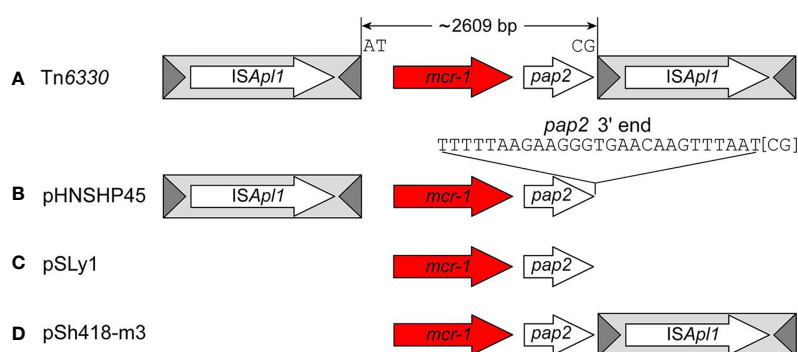 ~2609 bp
AT CG
A Tn6330 ISApl1 mcr-1 pap2 ISApl1
pap2 3' end
TTTTTAAGAAGGGTGAACAAGTTTAAT[CG]
B pHNSHP45 ISApl1 mcr-1 pap2
C pSLy1 mcr-1 pap2
D pSh418-m3 mcr-1 pap2 ISApl1